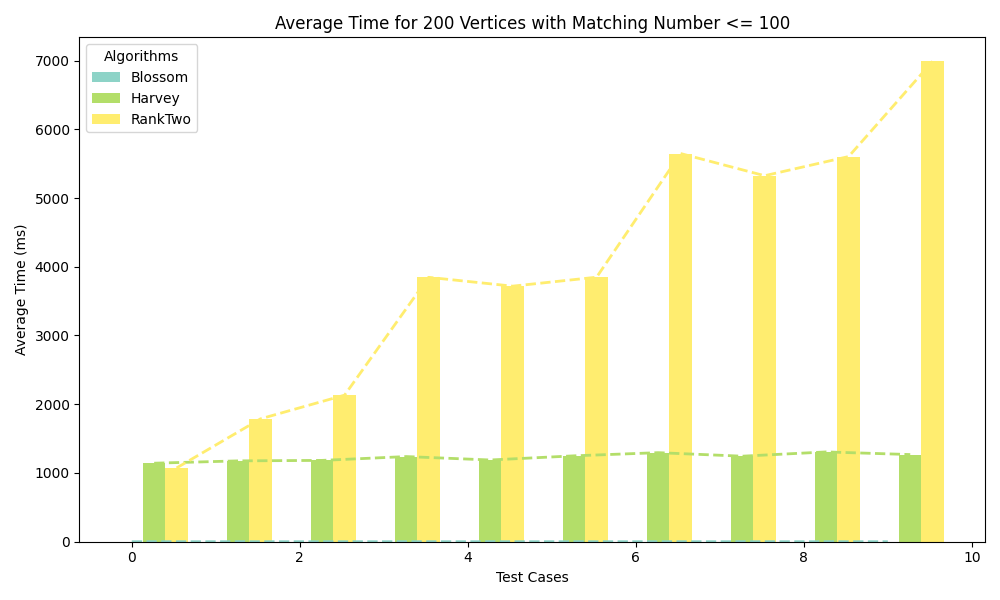 Average Time for 200 Vertices with Matching Number <= 100
Algorithms
Blossom
Harvey
RankTwo
Average Time (ms)
7000
6000
5000
4000
3000
2000
1000
0
0 2 4 6 8 10
Test Cases